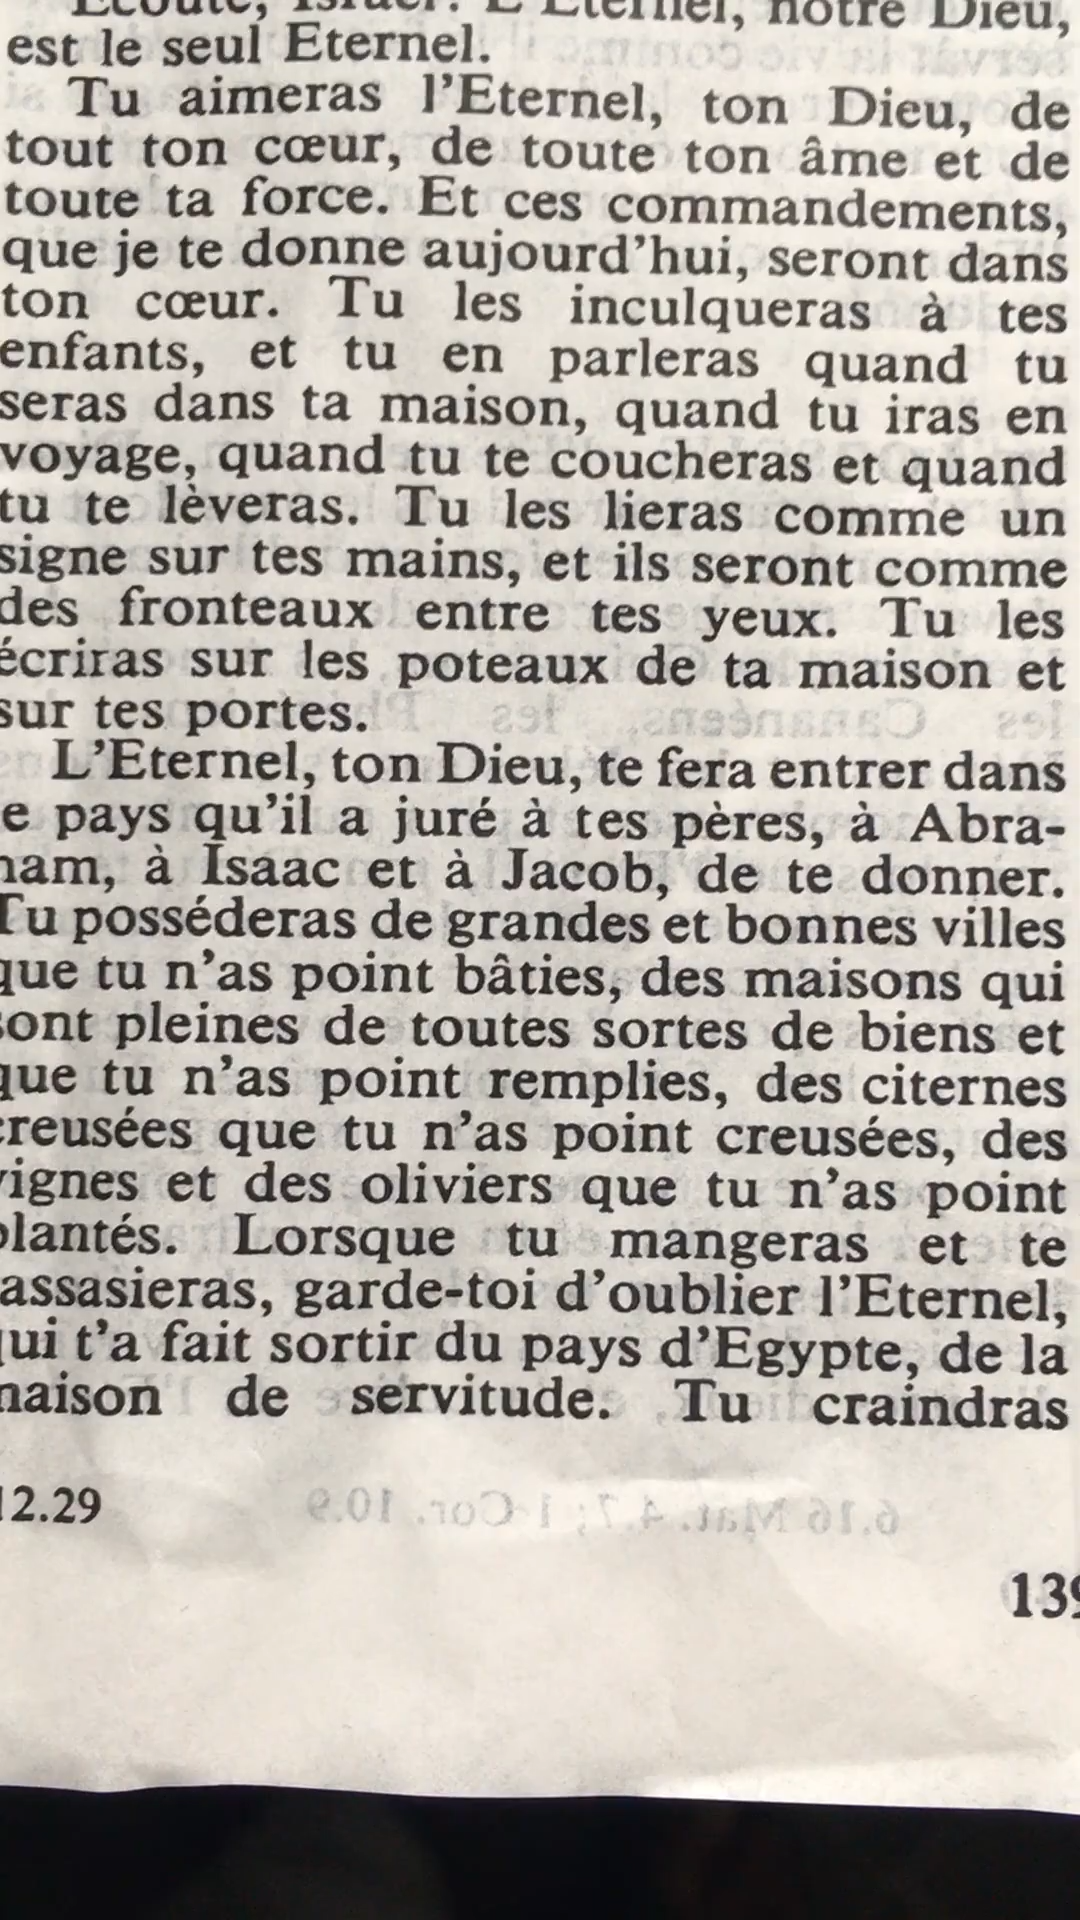 Ecoute, Israël! L'Eternel, notre Dieu,
est le seul Eternel.
Tu aimeras l'Eternel, ton Dieu, de
tout ton cœur, de toute ton âme et de
toute ta force. Et ces commandements,
que je te donne aujourd'hui, seront dans
ton cœur. Tu les inculqueras à tes
enfants, et tu en parleras quand tu
seras dans ta maison, quand tu iras en
voyage, quand tu te coucheras et quand
tu te lèveras. Tu les lieras comme un
signe sur tes mains, et ils seront comme
des fronteaux entre tes yeux. Tu les
écriras sur les poteaux de ta maison et
sur tes portes.
L'Eternel, ton Dieu, te fera entrer dans
e pays qu'il a juré à tes pères, à Abra-
ham, à Isaac et à Jacob, de te donner.
Tu posséderas de grandes et bonnes villes
que tu n'as point bâties, des maisons qui
sont pleines de toutes sortes de biens et
que tu n'as point remplies, des citernes
creusées que tu n'as point creusées, des
vignes et des oliviers que tu n'as point
plantés. Lorsque tu mangeras et te
assasieras, garde-toi d'oublier l'Eternel,
qui t'a fait sortir du pays d'Egypte, de la
maison de servitude. Tu craindras
12.29
139